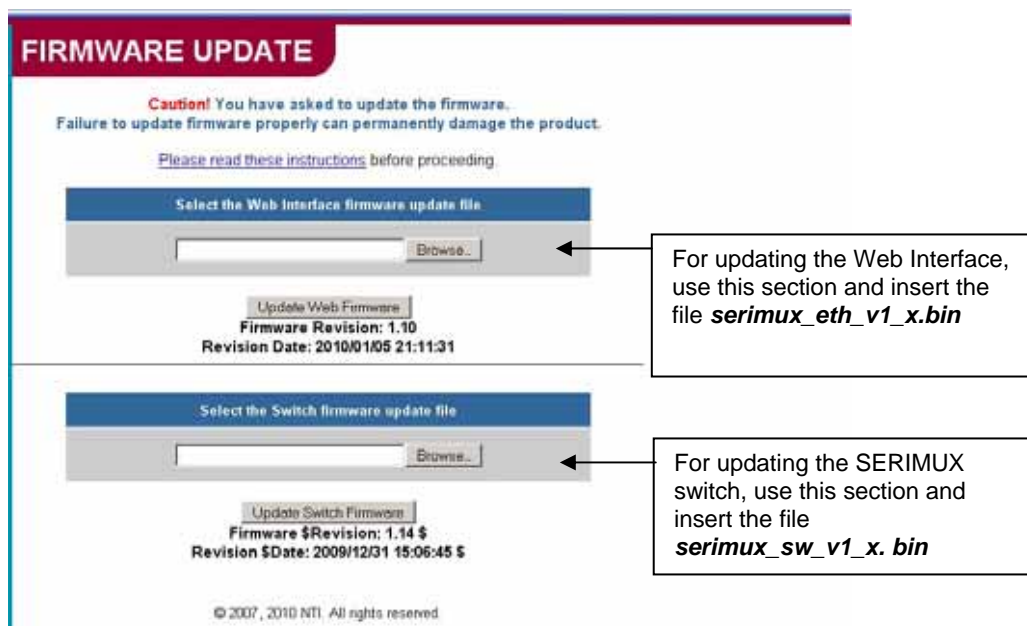 FIRMWARE UPDATE
Caution! You have asked to update the firmware.
Failure to update firmware properly can permanently damage the product.
Please read these instructions before proceeding.
Select the Web Interface firmware update file
Browse..
Update Web Firmware
Firmware Revision: 1.10
Revision Date: 2010/01/05 21:11:31
For updating the Web Interface,
use this section and insert the
file serimux_eth_v1_x.bin
Select the Switch firmware update file
Browse..
Update Switch Firmware
Firmware $Revision: 1.14 $
Revision $Date: 2009/12/31 15:06:45 $
For updating the SERIMUX
switch, use this section and
insert the file
serimux_sw_v1_x. bin
© 2007, 2010 NTI. All rights reserved.